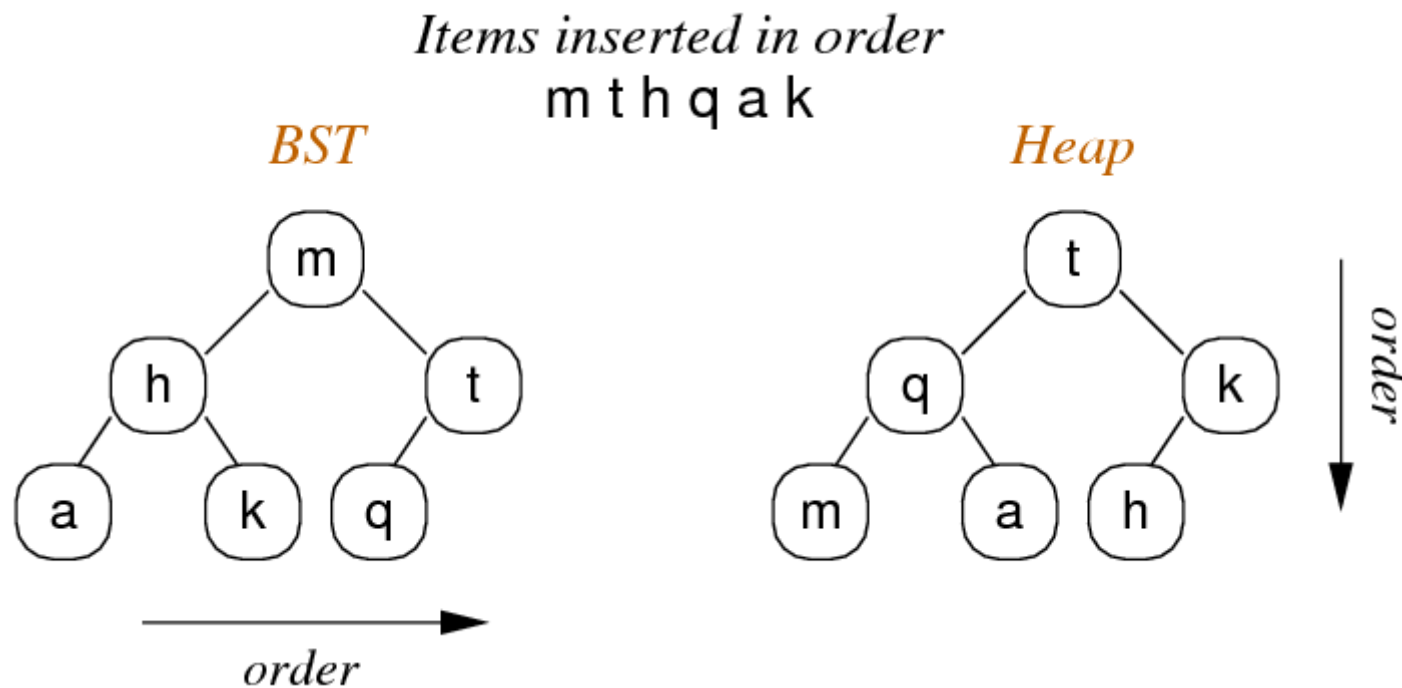 Items inserted in order
m t h q a k
BST
Heap
m
h t
a k q
order
t
q k
m a h
order